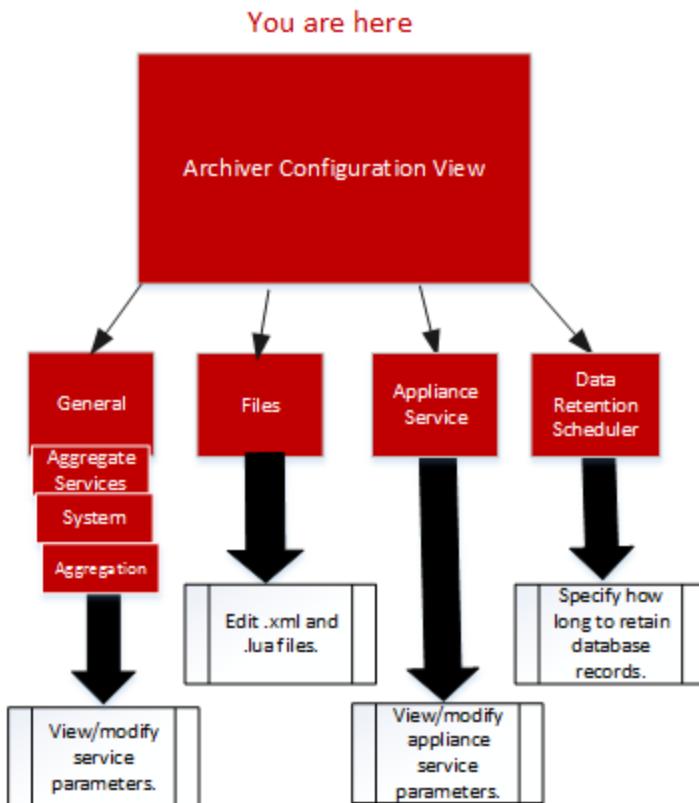 You are here
Archiver Configuration View
General
Aggregate
Services
System
Aggregation
Files
Appliance
Service
Data
Retention
Scheduler
View/modify
service
parameters.
Edit .xml and
.lua files.
View/modify
appliance
service
parameters.
Specify how
long to retain
database
records.